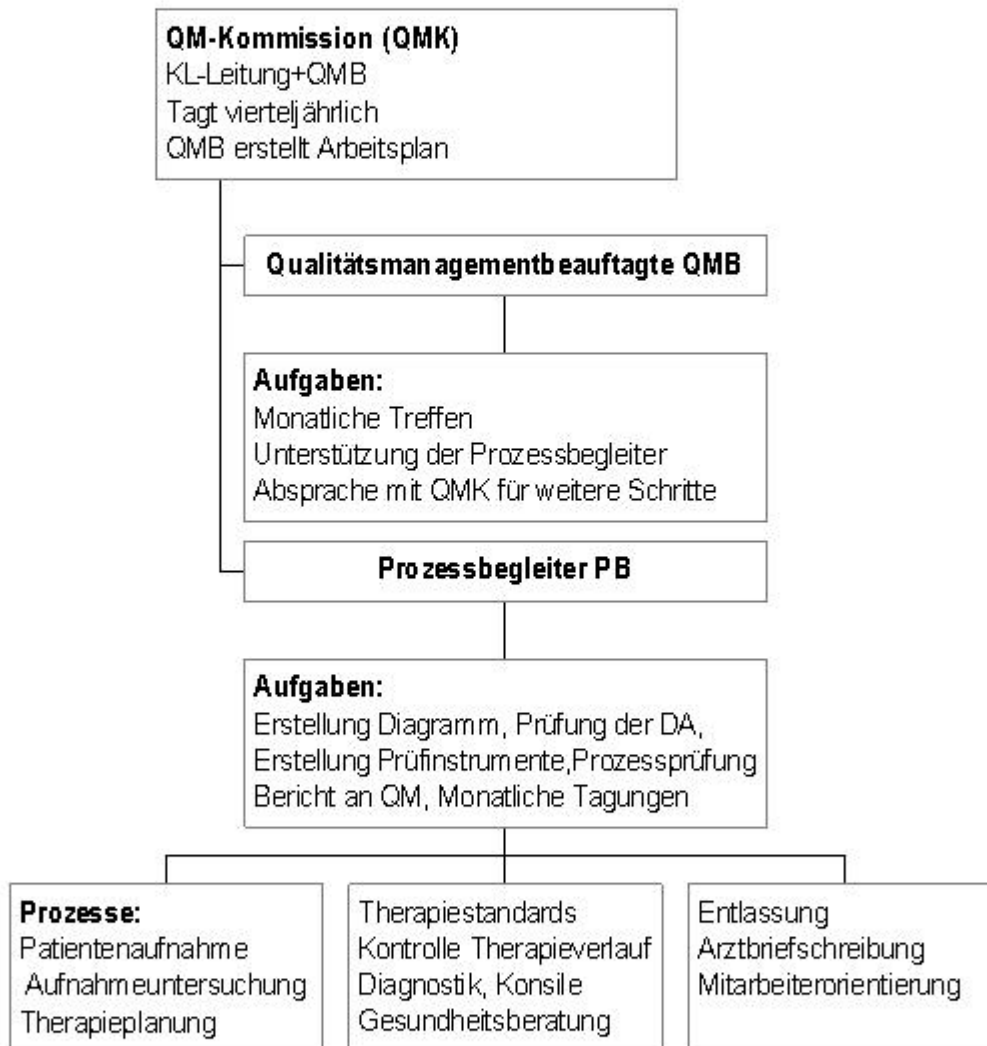 QM-Kommission (QMK)
KL-Leitung+QMB
Tagt vierteljährlich
QMB erstellt Arbeitsplan
Qualitätsmanagementbeauftagte QMB
Aufgaben:
Monatliche Treffen
Unterstützung der Prozessbegleiter
Absprache mit QMK für weitere Schritte
Prozessbegleiter PB
Aufgaben:
Erstellung Diagramm, Prüfung der DA,
Erstellung Prüfinstrumente,Prozessprüfung
Bericht an QM, Monatliche Tagungen
Prozesse:
Patientenaufnahme
Aufnahmeuntersuchung
Therapieplanung
Therapiestandards
Kontrolle Therapieverlauf
Diagnostik, Konsile
Gesundheitsberatung
Entlassung
Arztbriefschreibung
Mitarbeiterorientierung